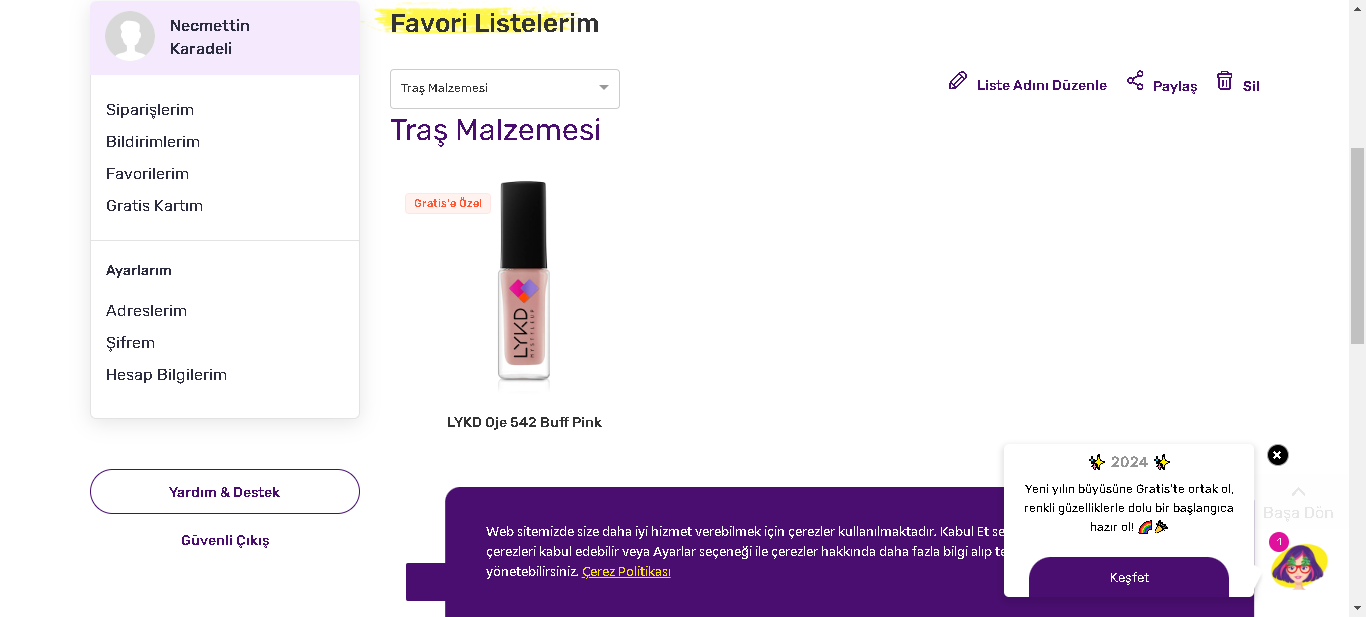 Necmettin
Karadeli
Siparişlerim
Bildirimlerim
Favorilerim
Gratis Kartım
Ayarlarım
Adreslerim
Şifrem
Hesap Bilgilerim
Yardım & Destek
Güvenli Çıkış
Favori Listelerim
Traş Malzemesi
Liste Adını Düzenle
Paylaş
Sil
Traş Malzemesi
Gratis'e Özel
LYKD
LYKD Oje 542 Buff Pink
Web sitemizde size daha iyi hizmet verebilmek için çerezler kullanılmaktadır. Kabul Et se
çerezleri kabul edebilir veya Ayarlar seçeneği ile çerezler hakkında daha fazla bilgi alıp te
yönetebilirsiniz. Çerez Politikası
✨ 2024 ✨
Yeni yılın büyüsüne Gratis'te ortak ol,
renkli güzelliklerle dolu bir başlangıca
hazır ol! 🌈🎉
Keşfet
Başa Dön
1